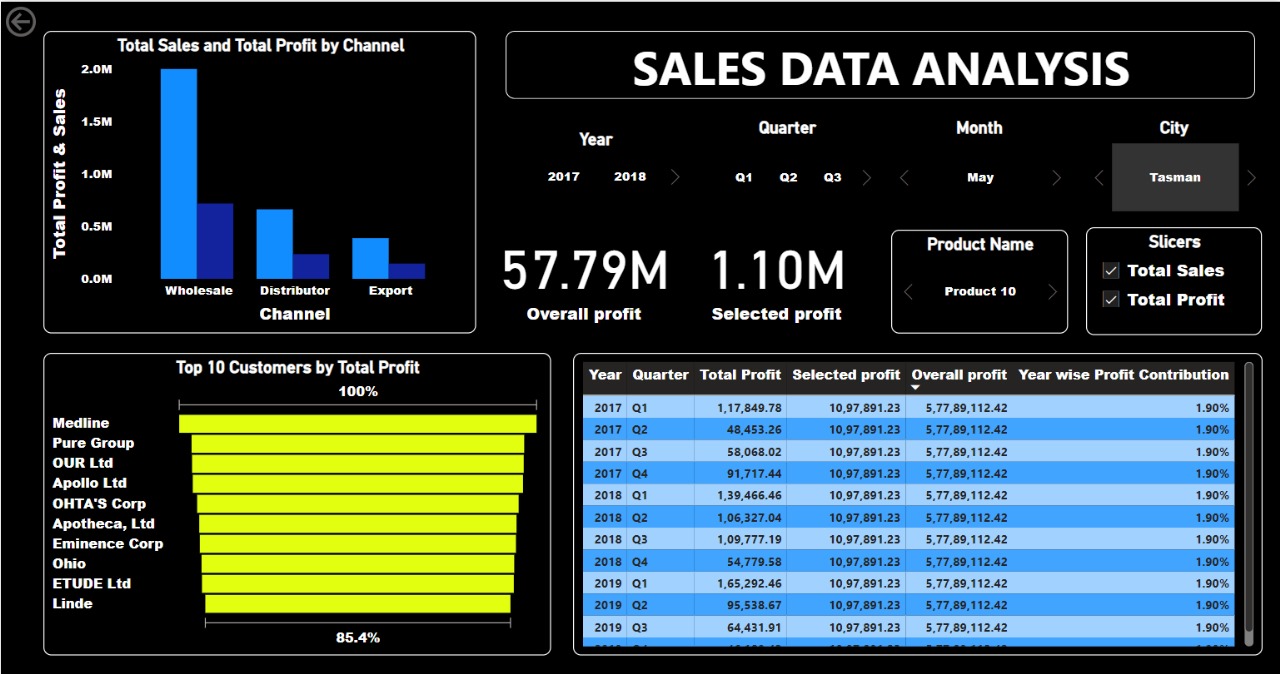 Total Sales and Total Profit by Channel
Total Profit & Sales
2.0M
1.5M
1.0M
0.5M
0.0M
Wholesale Distributor Export
Channel
SALES DATA ANALYSIS
Year
2017 2018
Quarter
Q1 Q2 Q3
Month
May
City
Tasman
57.79M
Overall profit
1.10M
Selected profit
Product Name
Product 10
Slicers
Total Sales
Total Profit
Top 10 Customers by Total Profit
100%
Medline
Pure Group
OUR Ltd
Apollo Ltd
OHTA'S Corp
Apotheca, Ltd
Eminence Corp
Ohio
ETUDE Ltd
Linde
85.4%
Year Quarter Total Profit Selected profit Overall profit Year wise Profit Contribution
2017 Q1 1,17,849.78 10,97,891.23 5,77,89,112.42 1.90%
2017 Q2 48,453.26 10,97,891.23 5,77,89,112.42 1.90%
2017 Q3 58,068.02 10,97,891.23 5,77,89,112.42 1.90%
2017 Q4 91,717.44 10,97,891.23 5,77,89,112.42 1.90%
2018 Q1 1,39,466.46 10,97,891.23 5,77,89,112.42 1.90%
2018 Q2 1,06,327.04 10,97,891.23 5,77,89,112.42 1.90%
2018 Q3 1,09,777.19 10,97,891.23 5,77,89,112.42 1.90%
2018 Q4 54,779.58 10,97,891.23 5,77,89,112.42 1.90%
2019 Q1 1,65,292.46 10,97,891.23 5,77,89,112.42 1.90%
2019 Q2 95,538.67 10,97,891.23 5,77,89,112.42 1.90%
2019 Q3 64,431.91 10,97,891.23 5,77,89,112.42 1.90%